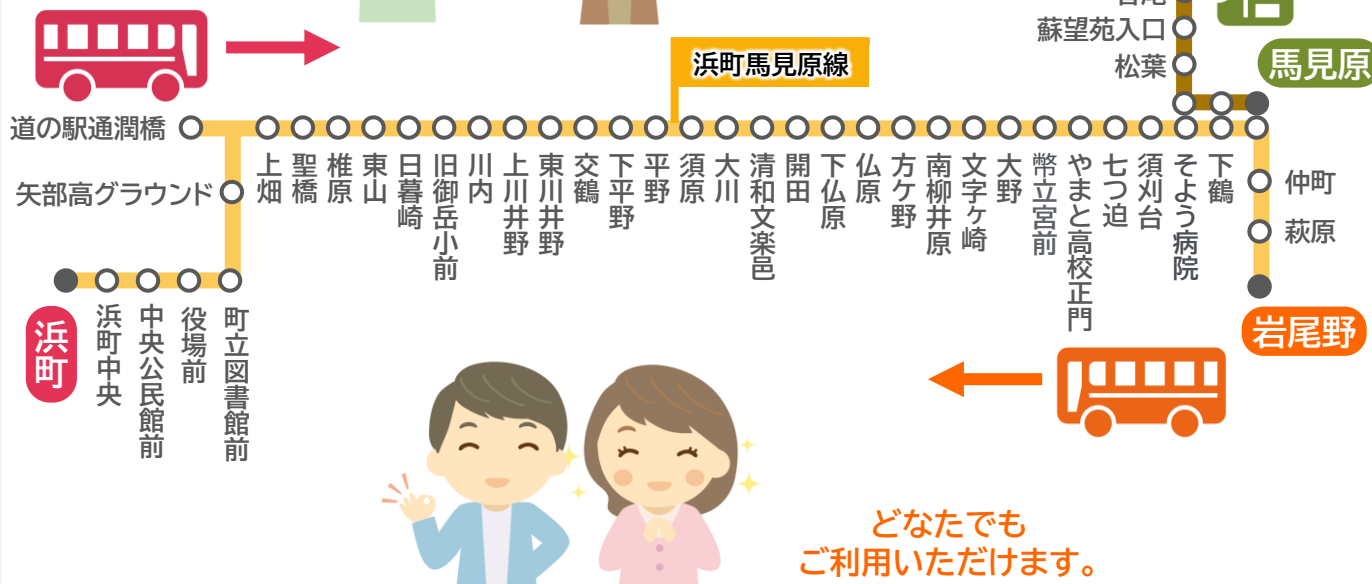 蘇望苑入口
松葉
馬見原
浜町馬見原線
道の駅通潤橋
矢部高グラウンド
浜町
浜町中央
中央公民館前
役場前
町立図書館前
上畑
聖橋
椎原
東山
日暮崎
旧御岳小前
川内
上川井野
東川井野
交鶴
下平野
平野
須原
大川
清和文楽邑
開田
下仏原
仏原
方ケ野
南柳井原
文字ヶ崎
大野
幣立宮前
やまと高校正門
七つ迫
須刈台
そよう病院
下鶴
仲町
萩原
岩尾野
どなたでも
ご利用いただけます。